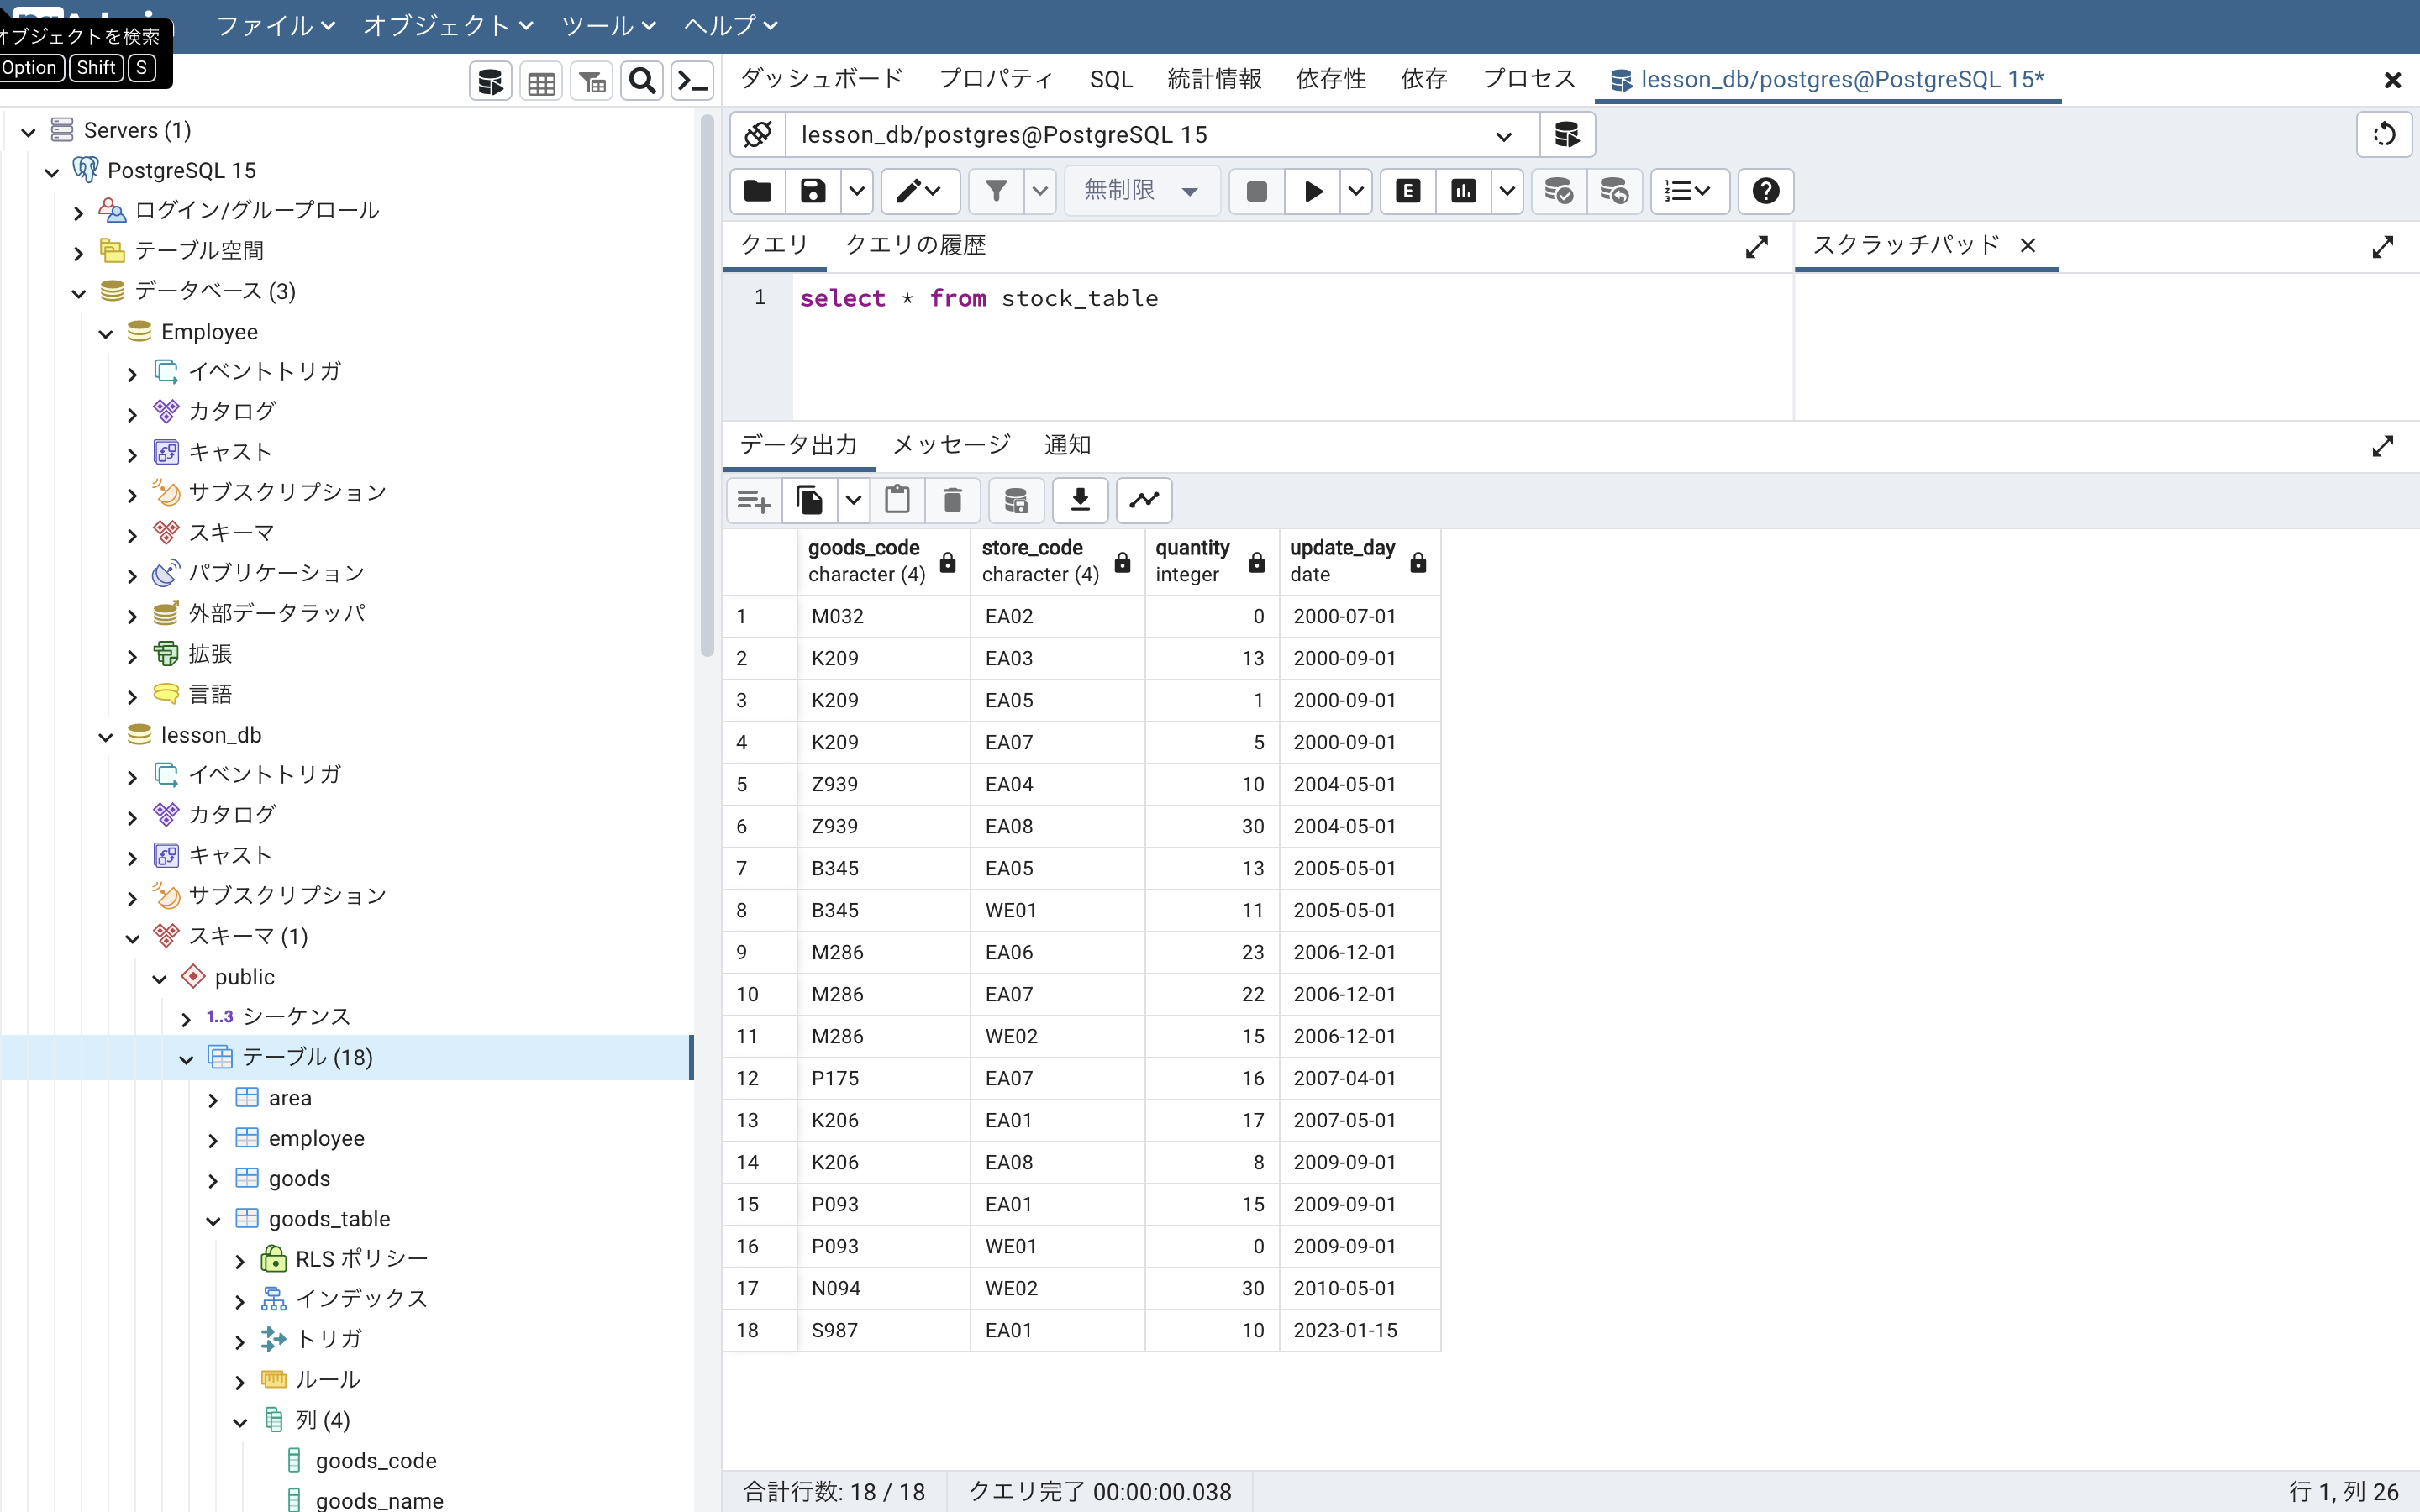 ファイル オブジェクト ツール ヘルプ
オブジェクトを検索
Option Shift S
ダッシュボード プロパティ SQL 統計情報 依存性 依存 プロセス lesson_db/postgres@PostgreSQL 15*
Servers (1)
PostgreSQL 15
ログイン/グループロール
テーブル空間
データベース (3)
Employee
イベントトリガ
カタログ
キャスト
サブスクリプション
スキーマ
パブリケーション
外部データラッパ
拡張
言語
lesson_db
イベントトリガ
カタログ
キャスト
サブスクリプション
スキーマ (1)
public
1..3 シーケンス
テーブル (18)
area
employee
goods
goods_table
RLS ポリシー
インデックス
トリガ
ルール
列 (4)
goods_code
goods_name
lesson_db/postgres@PostgreSQL 15
無制限 E
クエリ クエリの履歴 スクラッチパッド
1 select * from stock_table
データ出力 メッセージ 通知
goods_code store_code quantity update_day
character (4) character (4) integer date
1 M032 EA02 0 2000-07-01
2 K209 EA03 13 2000-09-01
3 K209 EA05 1 2000-09-01
4 K209 EA07 5 2000-09-01
5 Z939 EA04 10 2004-05-01
6 Z939 EA08 30 2004-05-01
7 B345 EA05 13 2005-05-01
8 B345 WE01 11 2005-05-01
9 M286 EA06 23 2006-12-01
10 M286 EA07 22 2006-12-01
11 M286 WE02 15 2006-12-01
12 P175 EA07 16 2007-04-01
13 K206 EA01 17 2007-05-01
14 K206 EA08 8 2009-09-01
15 P093 EA01 15 2009-09-01
16 P093 WE01 0 2009-09-01
17 N094 WE02 30 2010-05-01
18 S987 EA01 10 2023-01-15
合計行数: 18 / 18 クエリ完了 00:00:00.038 行 1, 列 26